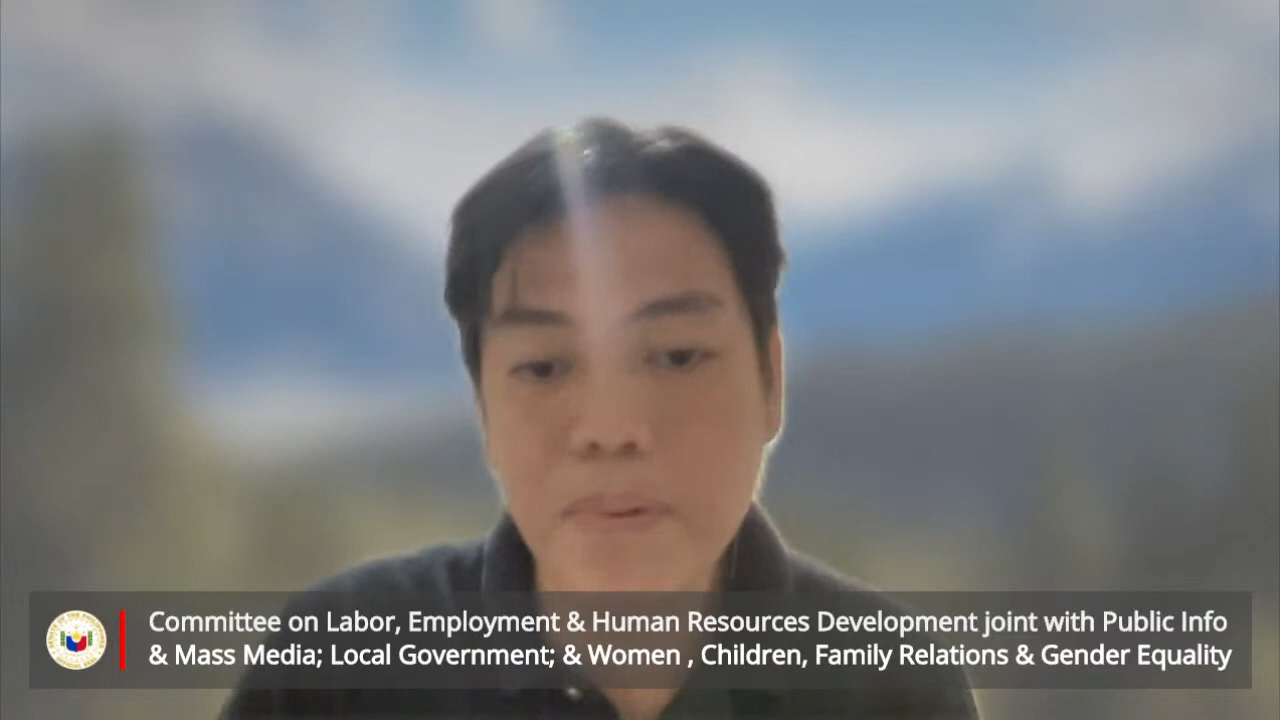 Committee on Labor, Employment & Human Resources Development joint with Public Info
& Mass Media; Local Government; & Women , Children, Family Relations & Gender Equality